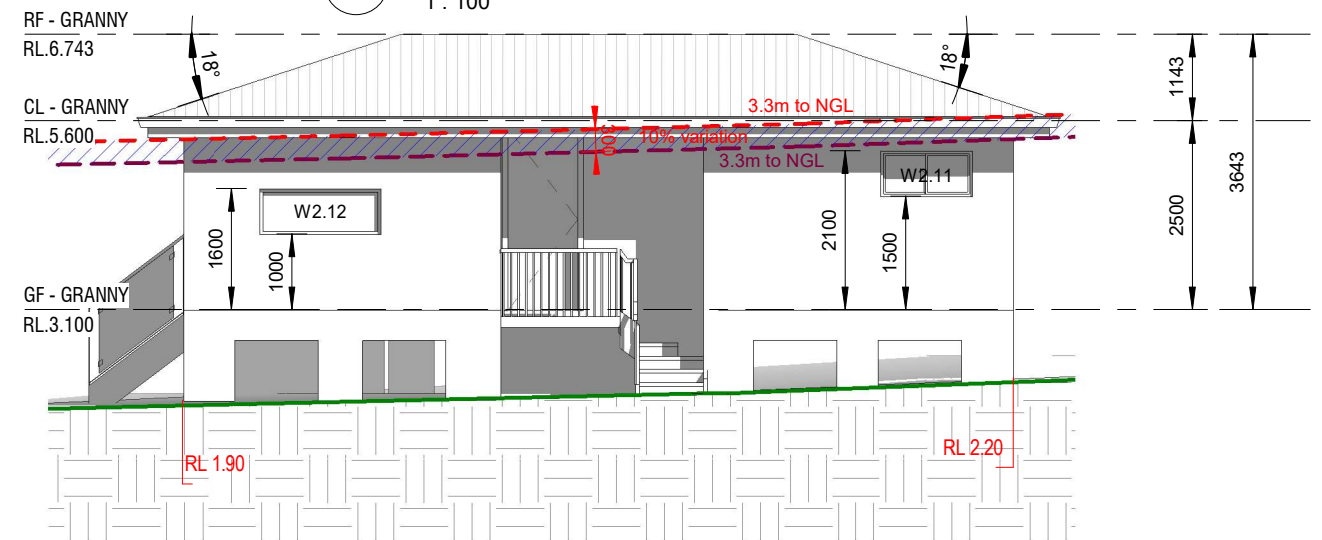 1 : 100
RF - GRANNY
RL.6.743
18°
18°
1143
CL - GRANNY
RL.5.600
3.3m to NGL
300
10% variation
3.3m to NGL
W2.11
W2.12
1600
1000
2100
1500
2500
3643
GF - GRANNY
RL.3.100
RL 1.90
RL 2.20